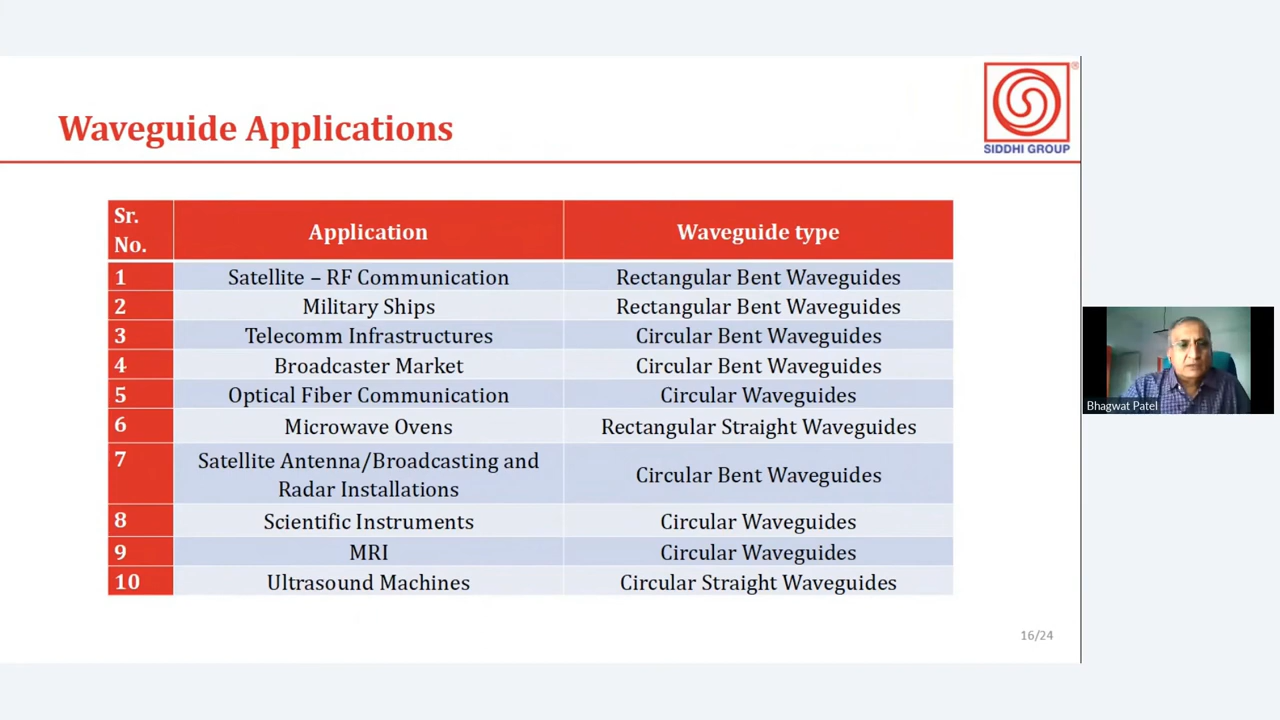 Waveguide Applications
®
SIDDHI GROUP
Sr. No. Application Waveguide type
1 Satellite – RF Communication Rectangular Bent Waveguides
2 Military Ships Rectangular Bent Waveguides
3 Telecomm Infrastructures Circular Bent Waveguides
4 Broadcaster Market Circular Bent Waveguides
5 Optical Fiber Communication Circular Waveguides
6 Microwave Ovens Rectangular Straight Waveguides
7 Satellite Antenna/Broadcasting and
Radar Installations Circular Bent Waveguides
8 Scientific Instruments Circular Waveguides
9 MRI Circular Waveguides
10 Ultrasound Machines Circular Straight Waveguides
16/24
Bhagwat Patel